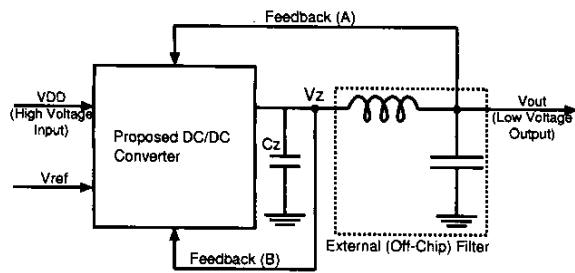 Feedback (A)
VDD
(High Voltage
Input)
Vz
Vout
(Low Voltage
Output)
Proposed DC/DC
Converter
Cz
Vref
External (Off-Chip) Filter
Feedback (B)